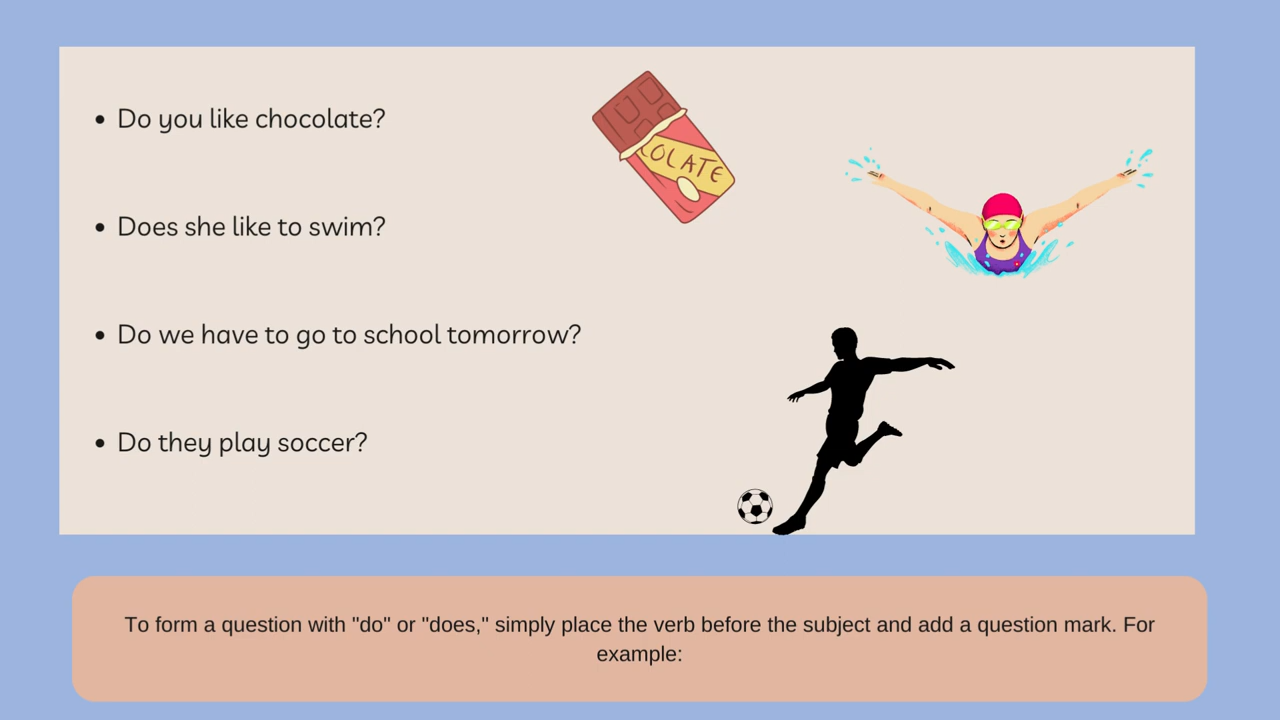 Do you like chocolate?
COLATE
Does she like to swim?
Do we have to go to school tomorrow?
Do they play soccer?
To form a question with "do" or "does," simply place the verb before the subject and add a question mark. For
example: